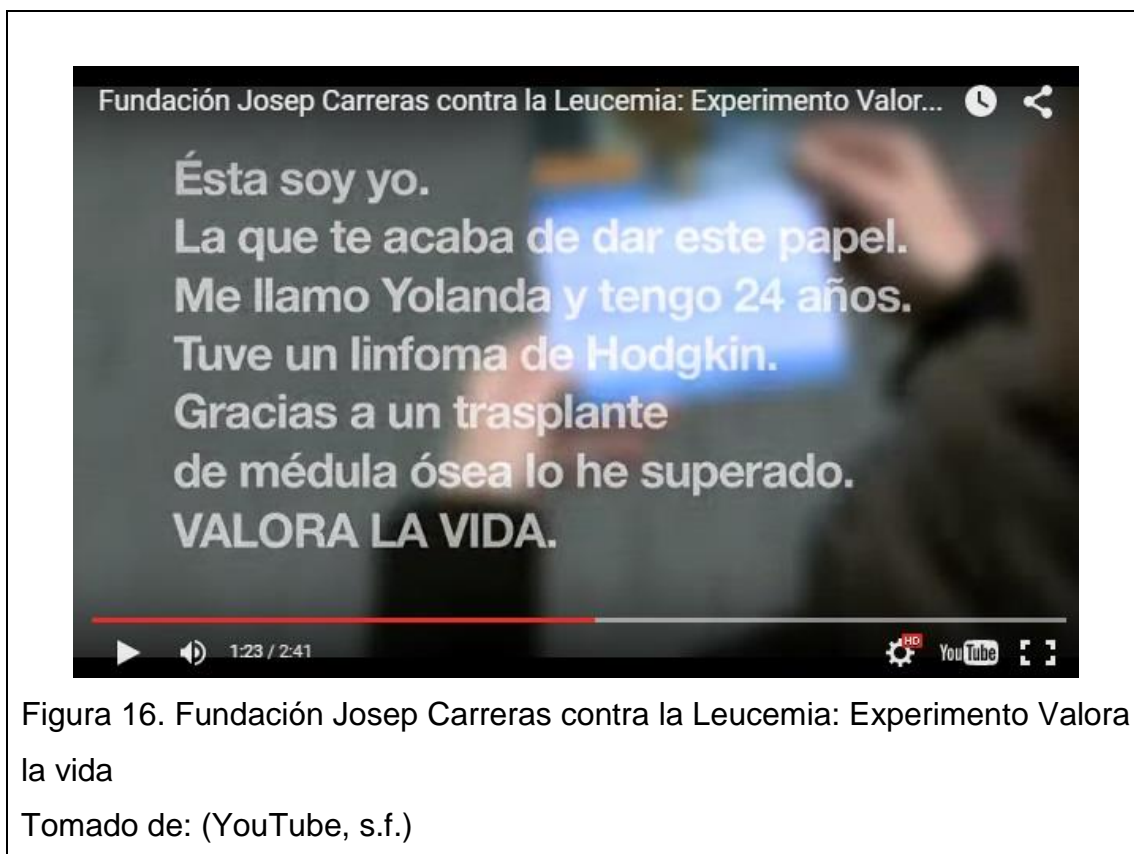 Fundación Josep Carreras contra la Leucemia: Experimento Valor...
Ésta soy yo.
La que te acaba de dar este papel.
Me llamo Yolanda y tengo 24 años.
Tuve un linfoma de Hodgkin.
Gracias a un trasplante
de médula ósea lo he superado.
VALORA LA VIDA.
1:23 / 2:41
HD
YouTube
Figura 16. Fundación Josep Carreras contra la Leucemia: Experimento Valora
la vida
Tomado de: (YouTube, s.f.)